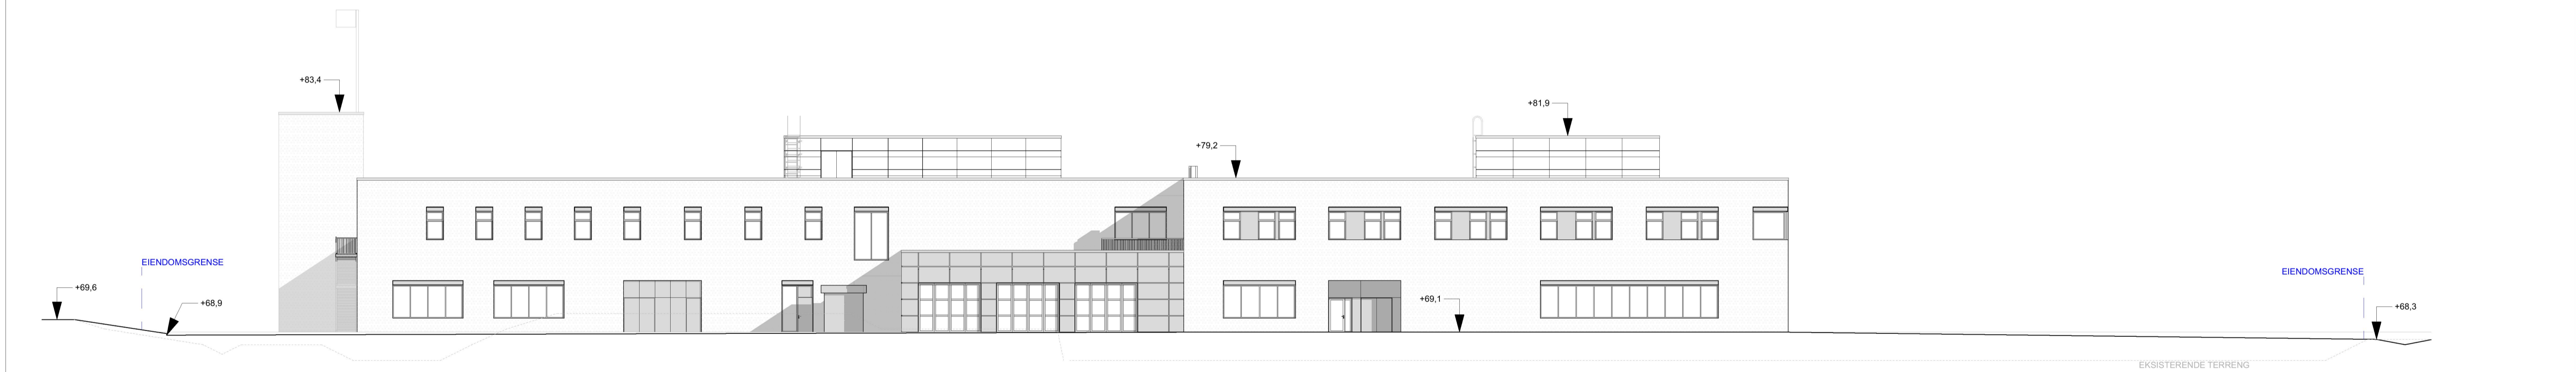 +83,4
+81,9
+79,2
EIENDOMSGRENSE
EIENDOMSGRENSE
+69,6
+68,9
+69,1
+68,3
EKSISTERENDE TERRENG